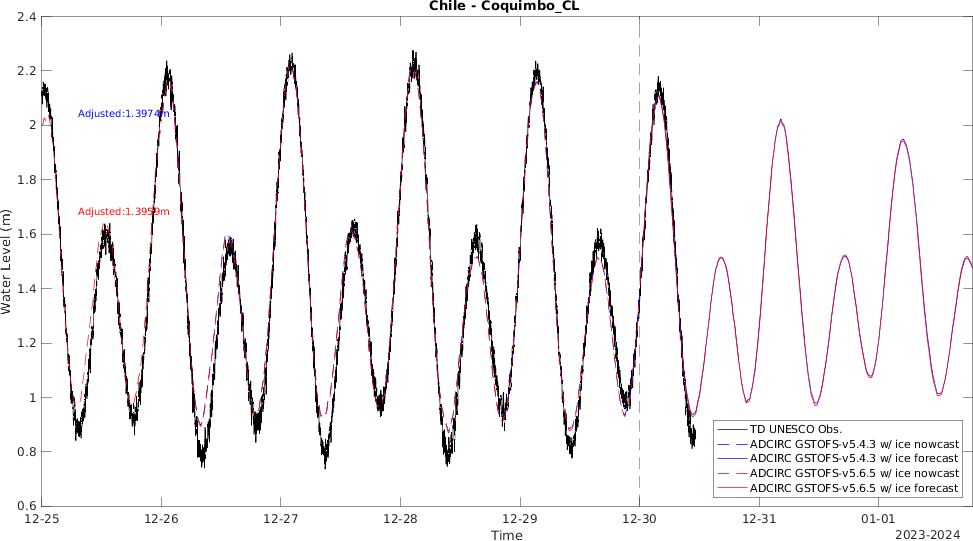 Chile - Coquimbo_CL
2.4
2.2
2
1.8
1.6
1.4
1.2
1
0.8
0.6
Water Level (m)
Adjusted:1.3974m
Adjusted:1.3959m
TD UNESCO Obs.
ADCIRC GSTOFS-v5.4.3 w/ ice nowcast
ADCIRC GSTOFS-v5.4.3 w/ ice forecast
ADCIRC GSTOFS-v5.6.5 w/ ice nowcast
ADCIRC GSTOFS-v5.6.5 w/ ice forecast
12-25 12-26 12-27 12-28 12-29 12-30 12-31 01-01
Time
2023-2024